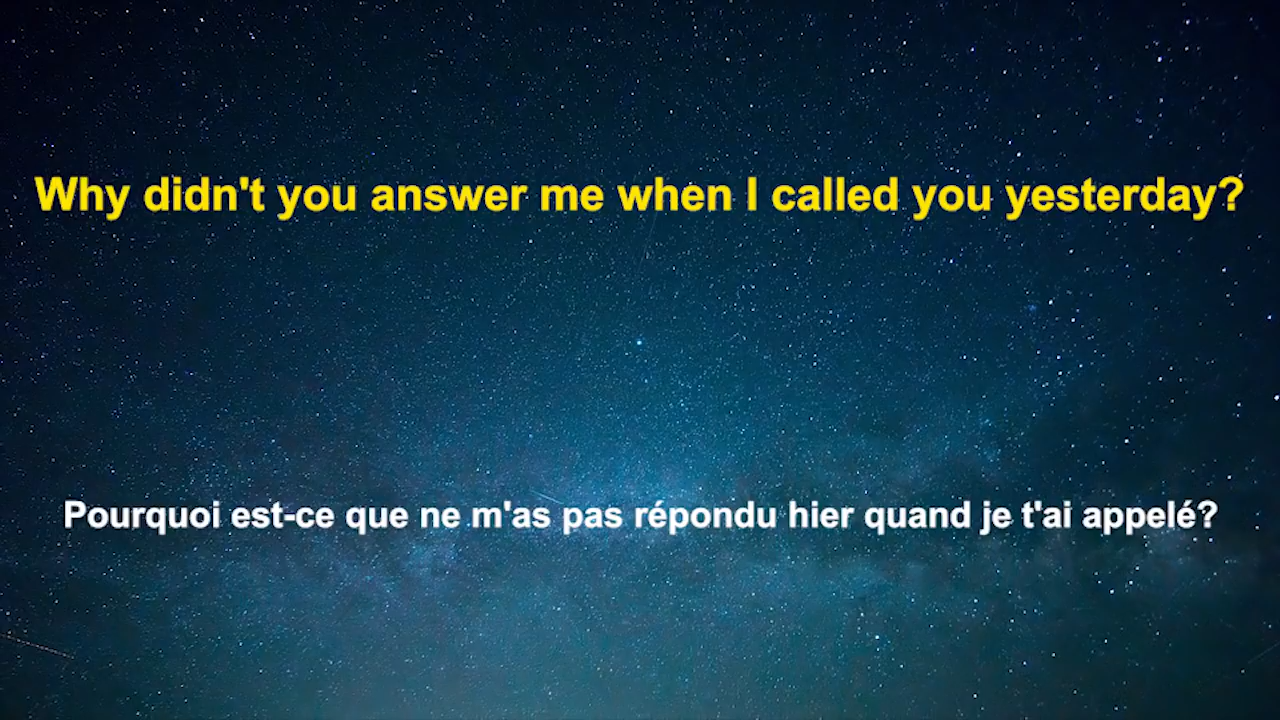 Why didn't you answer me when I called you yesterday?
Pourquoi est-ce que ne m'as pas répondu hier quand je t'ai appelé?